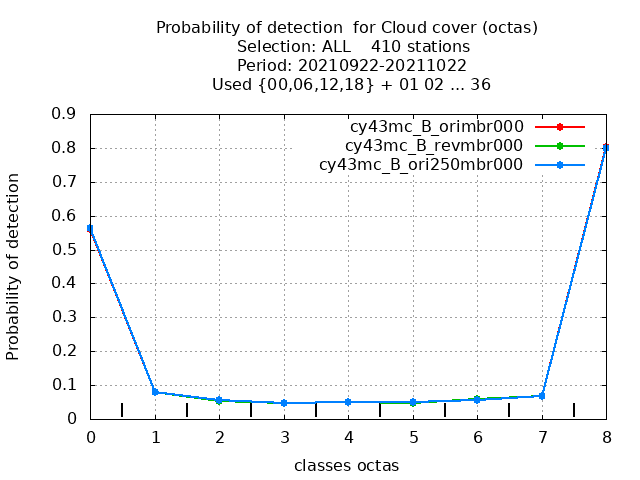 Probability of detection  for Cloud cover (octas)
Selection: ALL    410 stations
Period: 20210922-20211022
Used {00,06,12,18} + 01 02 ... 36
cy43mc_B_orimbr000
cy43mc_B_revmbr000
cy43mc_B_ori250mbr000
Probability of detection
0.9
0.8
0.7
0.6
0.5
0.4
0.3
0.2
0.1
0
0 1 2 3 4 5 6 7 8
classes octas